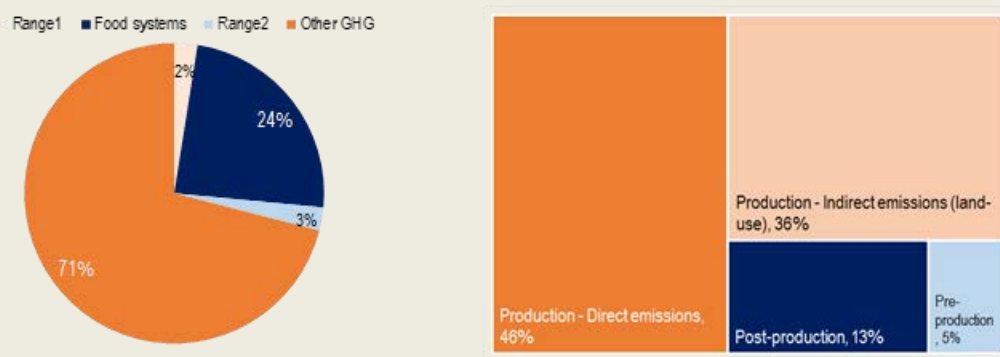 Range1 Food systems Range2 Other GHG
2%
24%
3%
71%
Production - Indirect emissions (land-
use), 36%
Production - Direct emissions,
46%
Post-production, 13%
Pre-
production
, 5%